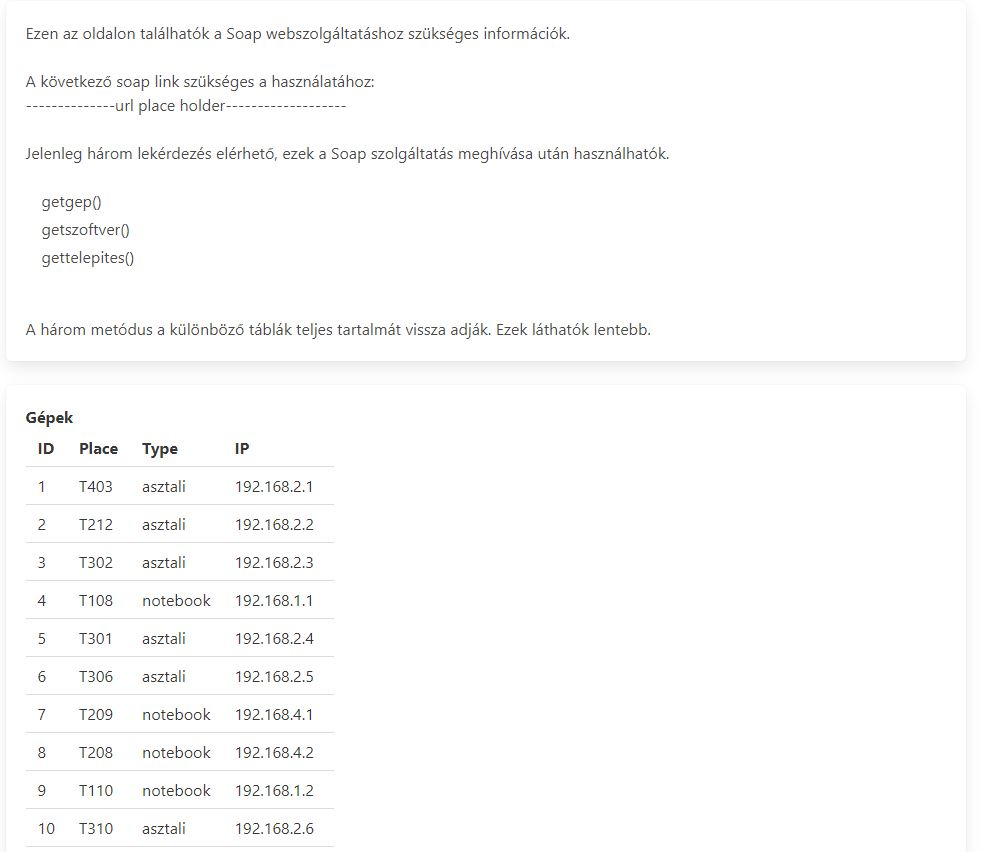 Ezen az oldalon találhatók a Soap webszolgáltatáshoz szükséges információk.
A következő soap link szükséges a használatához:
--------------url place holder-------------------
Jelenleg három lekérdezés elérhető, ezek a Soap szolgáltatás meghívása után használhatók.
getgep()
getszoftver()
gettelepites()
A három metódus a különböző táblák teljes tartalmát vissza adják. Ezek láthatók lentebb.
Gépek
ID Place Type IP
1 T403 asztali 192.168.2.1
2 T212 asztali 192.168.2.2
3 T302 asztali 192.168.2.3
4 T108 notebook 192.168.1.1
5 T301 asztali 192.168.2.4
6 T306 asztali 192.168.2.5
7 T209 notebook 192.168.4.1
8 T208 notebook 192.168.4.2
9 T110 notebook 192.168.1.2
10 T310 asztali 192.168.2.6